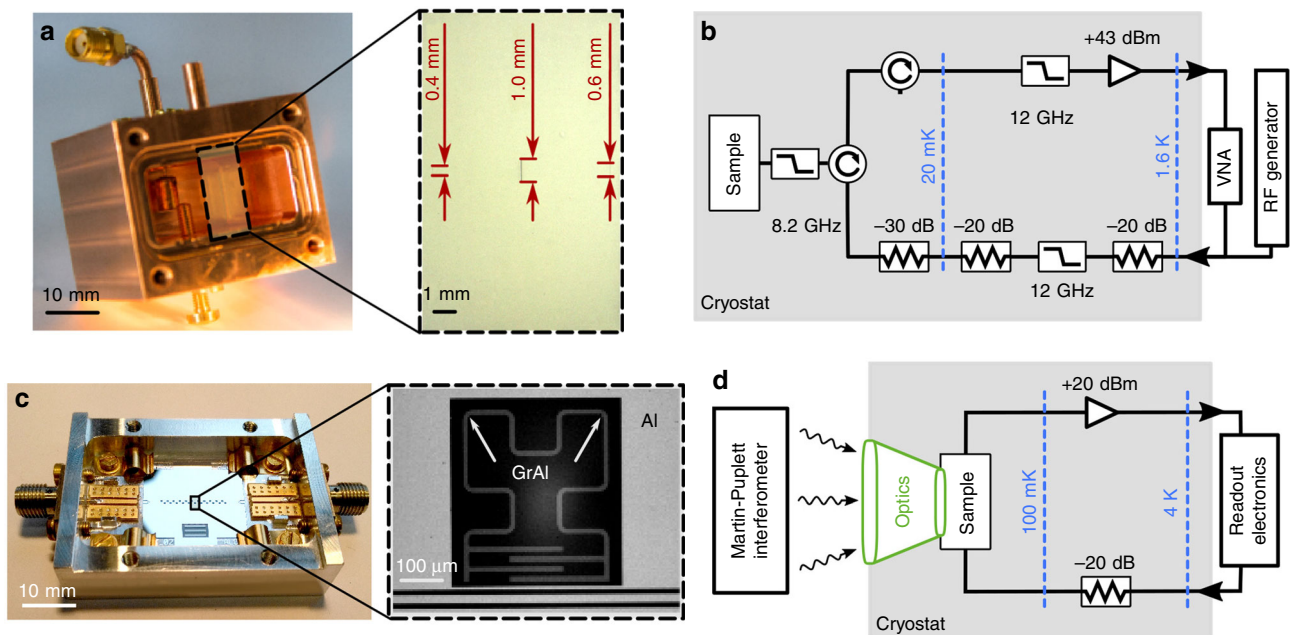 a
10 mm
0.4 mm
1.0 mm
0.6 mm
1 mm
b
+43 dBm
12 GHz
Sample
8.2 GHz
20 mK
1.6 K
VNA
RF generator
–30 dB
–20 dB
–20 dB
12 GHz
Cryostat
c
10 mm
Al
GrAl
100 μm
d
Martin-Puplett
interferometer
Optics
Sample
100 mK
+20 dBm
4 K
Readout
electronics
–20 dB
Cryostat